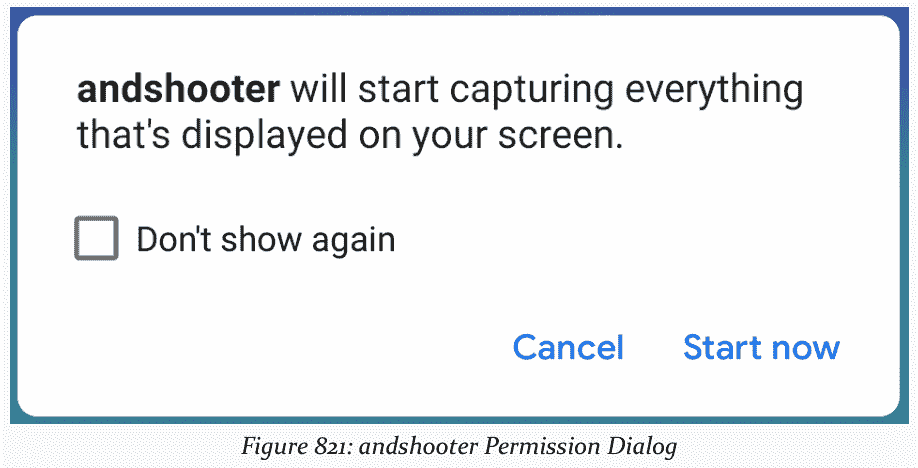 andshooter will start capturing everything
that's displayed on your screen.
Don't show again
Cancel Start now
Figure 821: andshooter Permission Dialog